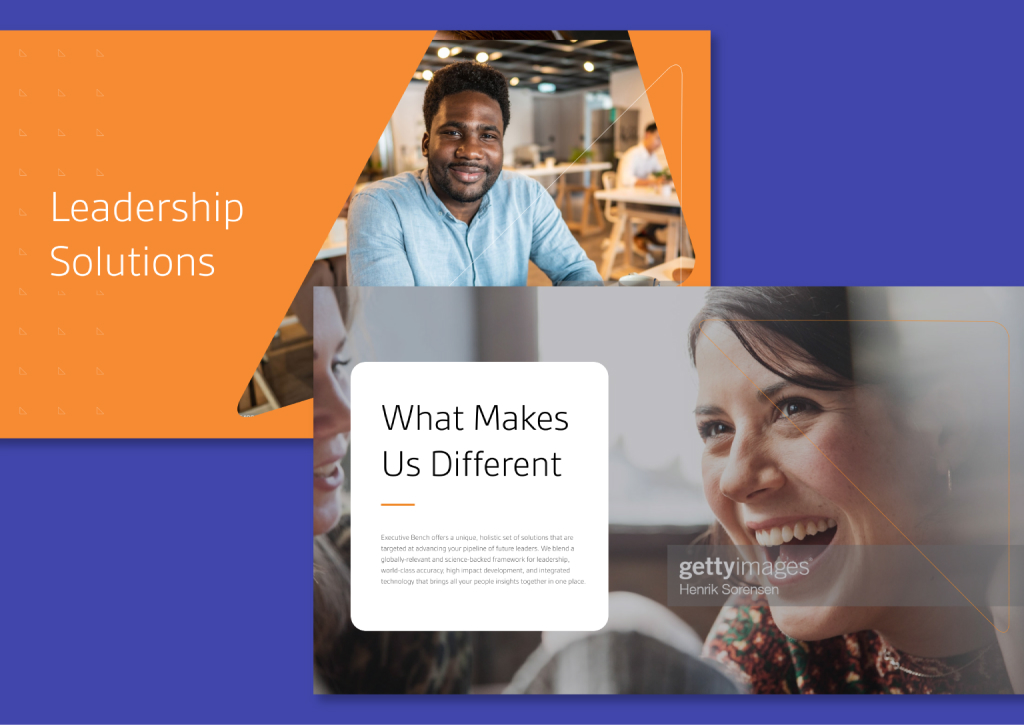 Leadership
Solutions
What Makes
Us Different
Executive Bench offers a unique, holistic set of solutions that are
targeted at advancing your pipeline of future leaders. We blend a
globally-relevant and science-backed framework for leadership,
world-class accuracy, high impact development, and integrated
technology that brings all your people insights together in one place.
gettyimages®
Henrik Sorensen